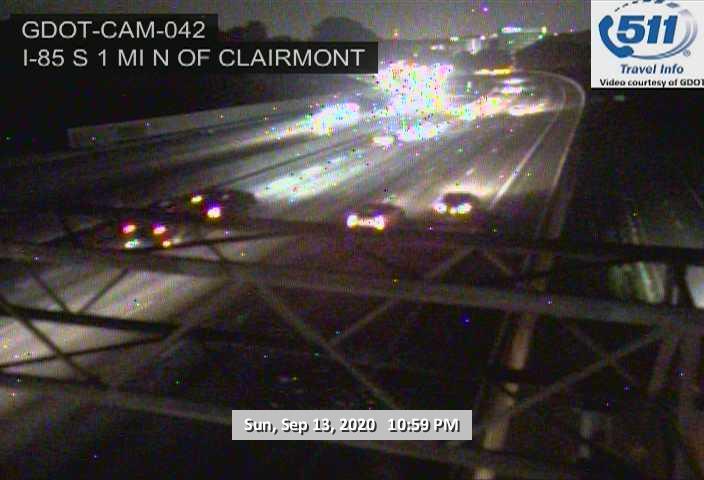 GDOT-CAM-042
I-85 S 1 MI N OF CLAIRMONT
511
Travel Info
Video courtesy of GDOT
Sun, Sep 13, 2020 10:59 PM